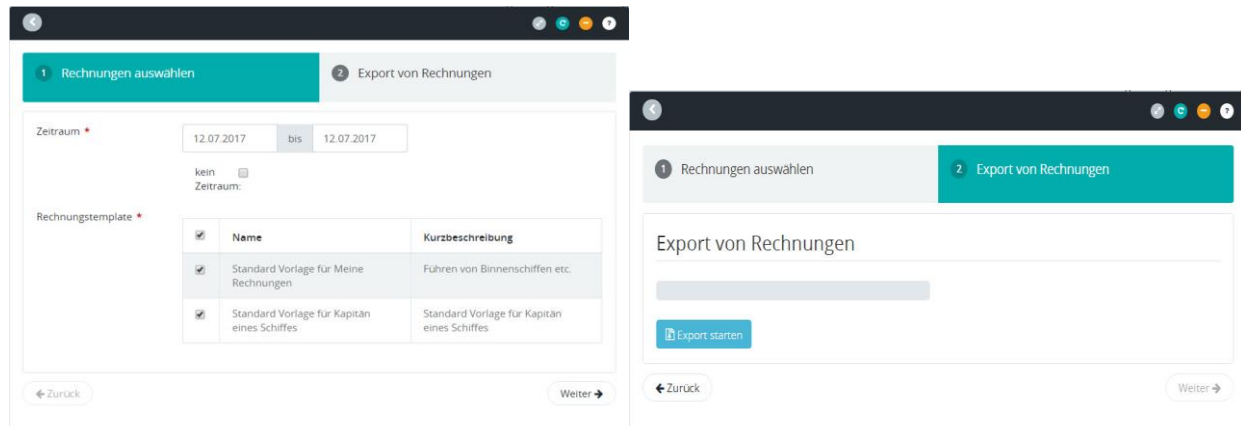 1 Rechnungen auswählen
2 Export von Rechnungen
Zeitraum *
12.07.2017 bis 12.07.2017
kein
Zeitraum:
Rechnungstemplate *
Name Kurzbeschreibung
Standard Vorlage für Meine
Rechnungen
Führen von Binnenschiffen etc.
Standard Vorlage für Kapitän
eines Schiffes
Standard Vorlage für Kapitän
eines Schiffes
Zurück
Weiter
?
1 Rechnungen auswählen
2 Export von Rechnungen
Export von Rechnungen
Export starten
Zurück
Weiter
?